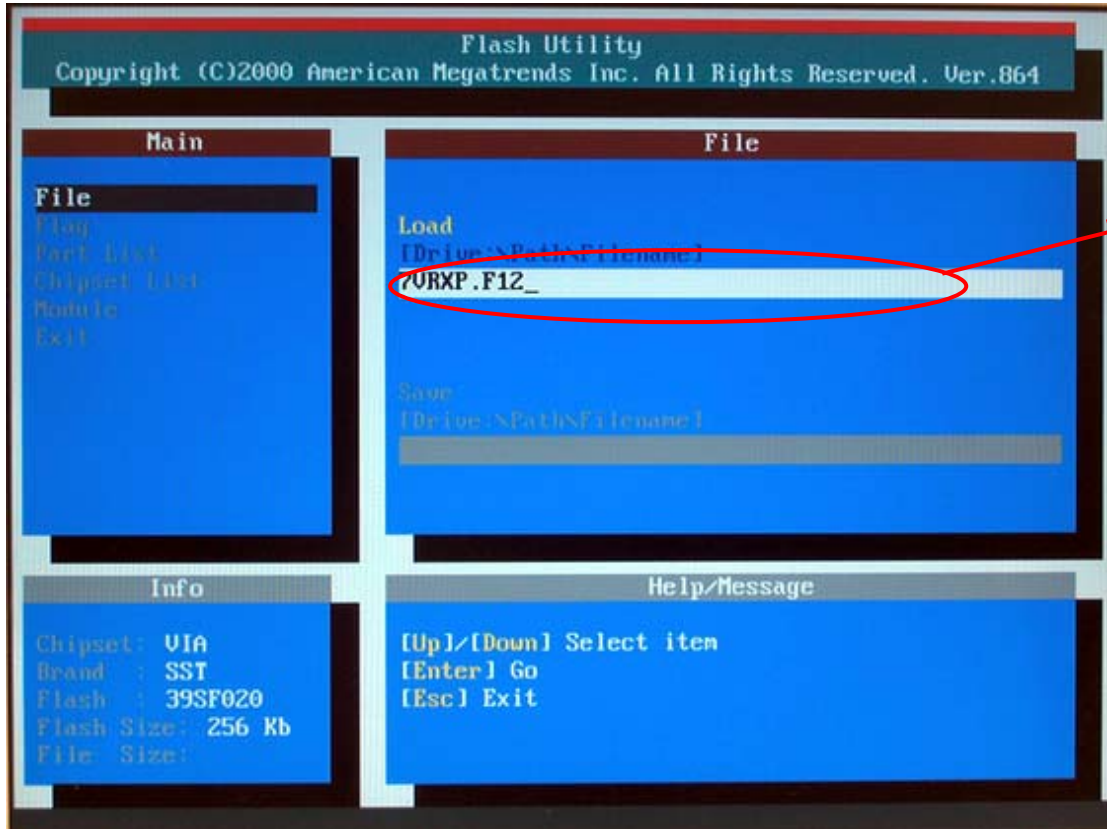 Flash Utility
Copyright (C)2000 American Megatrends Inc. All Rights Reserved. Ver.864
Main
File
Flag
Part List
Chipset List
Module
Exit
File
Load
[Drive:\Path\Filename]
7VRXP.F12_
Save
[Drive:\Path\Filename]
Info
Chipset: VIA
Brand : SST
Flash : 39SF020
Flash Size: 256 Kb
File Size:
Help/Message
[Up]/[Down] Select item
[Enter] Go
[Esc] Exit